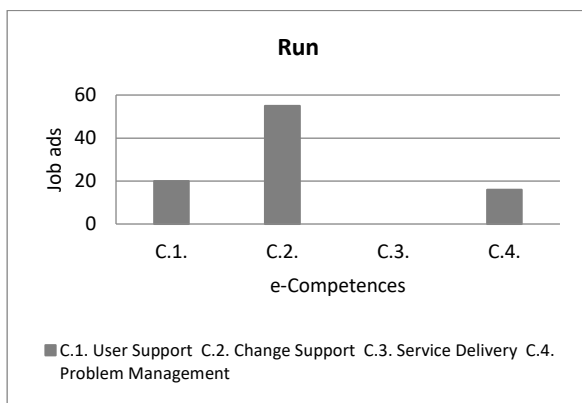 Run
60
40
20
0
Job ads
C.1. C.2. C.3. C.4.
e-Competences
C.1. User Support C.2. Change Support C.3. Service Delivery C.4.
Problem Management